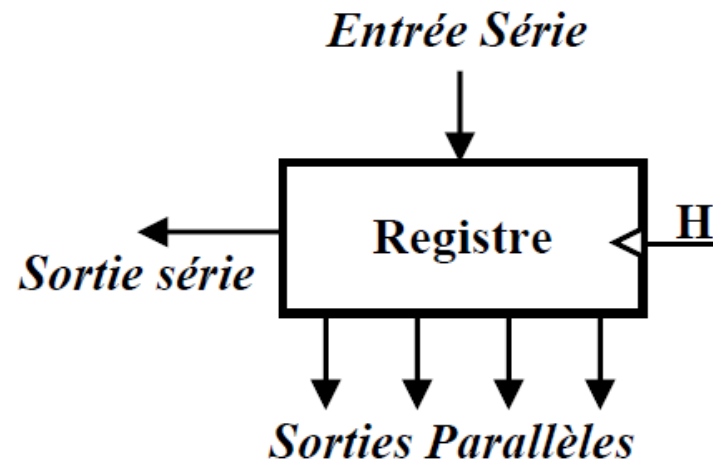 Entrée Série
H
Registre
Sortie série
Sorties Parallèles